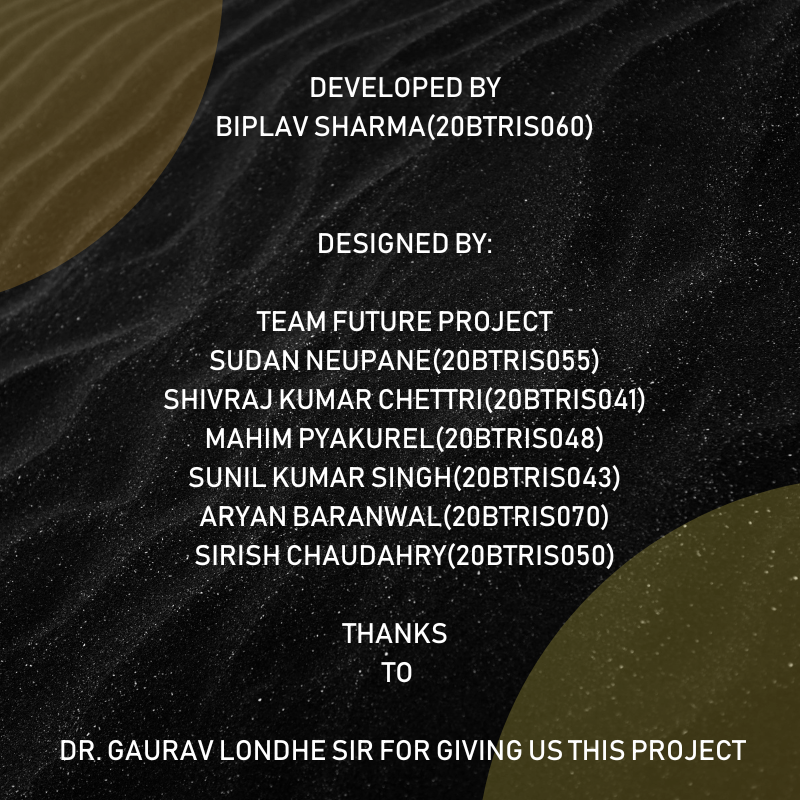 DEVELOPED BY
BIPLAV SHARMA(20BTRIS060)
DESIGNED BY:
TEAM FUTURE PROJECT
SUDAN NEUPANE(20BTRIS055)
SHIVRAJ KUMAR CHETTRI(20BTRIS041)
MAHIM PYAKUREL(20BTRIS048)
SUNIL KUMAR SINGH(20BTRIS043)
ARYAN BARANWAL(20BTRIS070)
SIRISH CHAUDAHRY(20BTRIS050)
THANKS
TO
DR. GAURAV LONDHE SIR FOR GIVING US THIS PROJECT